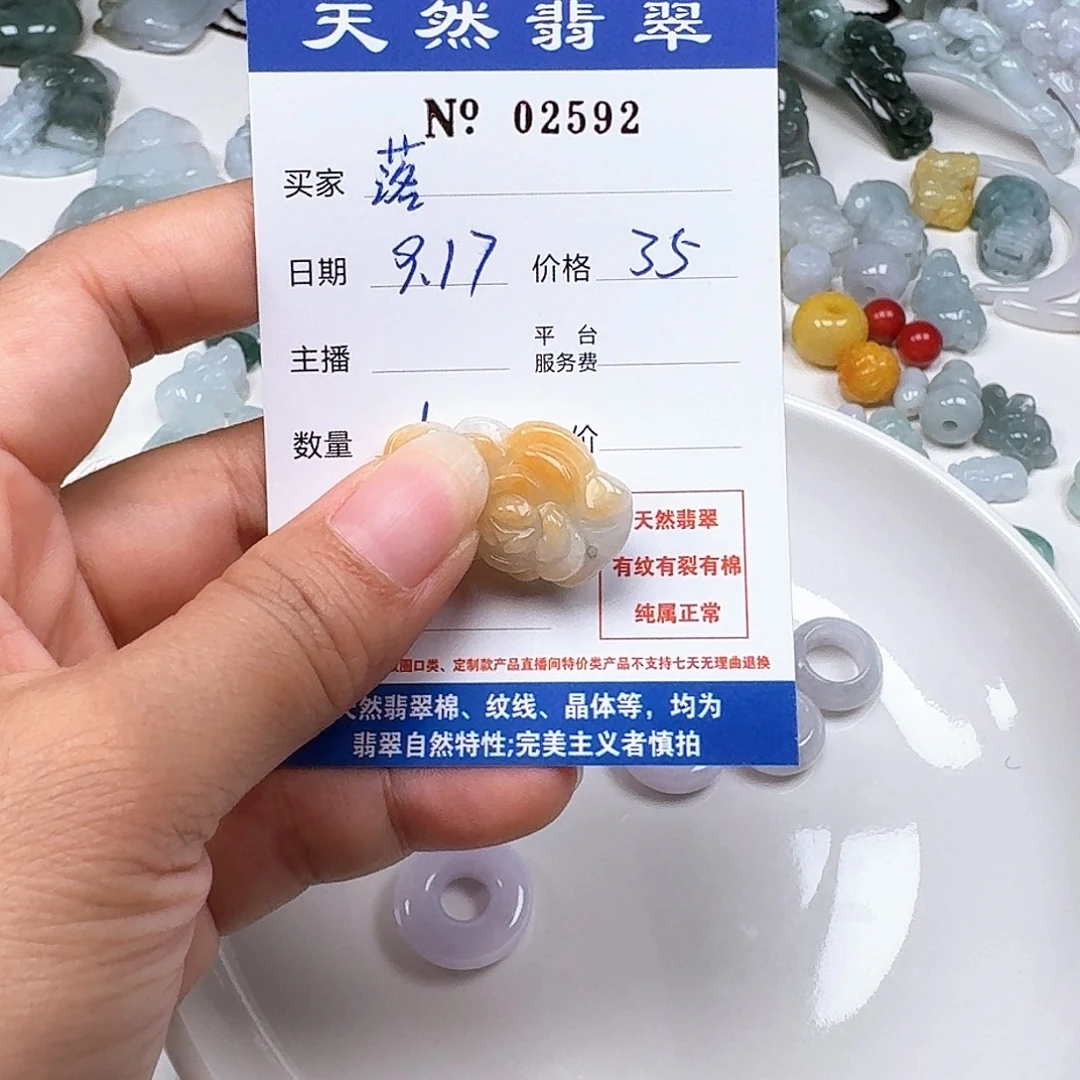 天然翡翠
Nº 02592
买家 落
日期 9.17 价格 35
主播 平台服务费
数量 1 价
天然翡翠
有纹有裂有棉
纯属正常
圈口类、定制款产品直播间特价类产品不支持七天无理由退换
然翡翠棉、纹线、晶体等，均为
翡翠自然特性;完美主义者慎拍